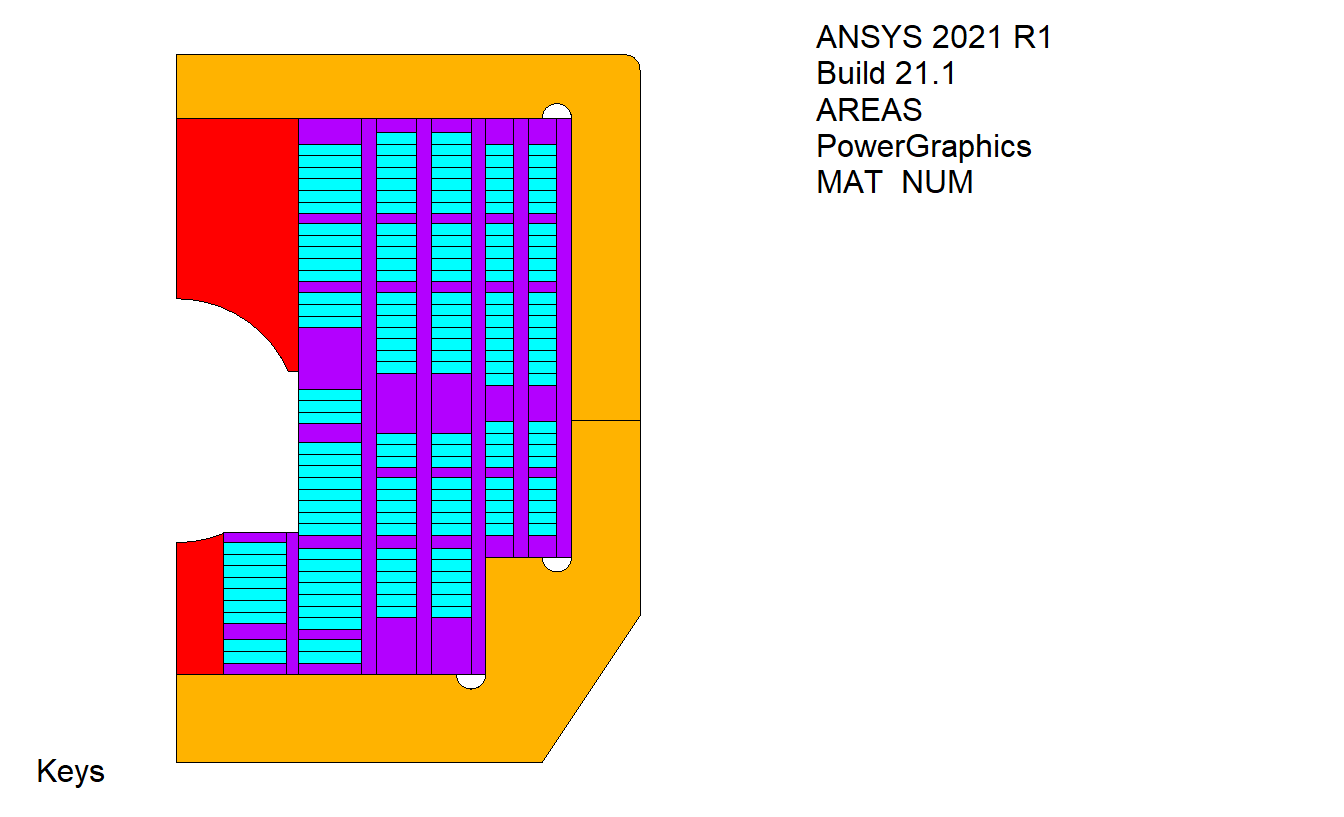 ANSYS 2021 R1
Build 21.1
AREAS
PowerGraphics
MAT  NUM
Keys